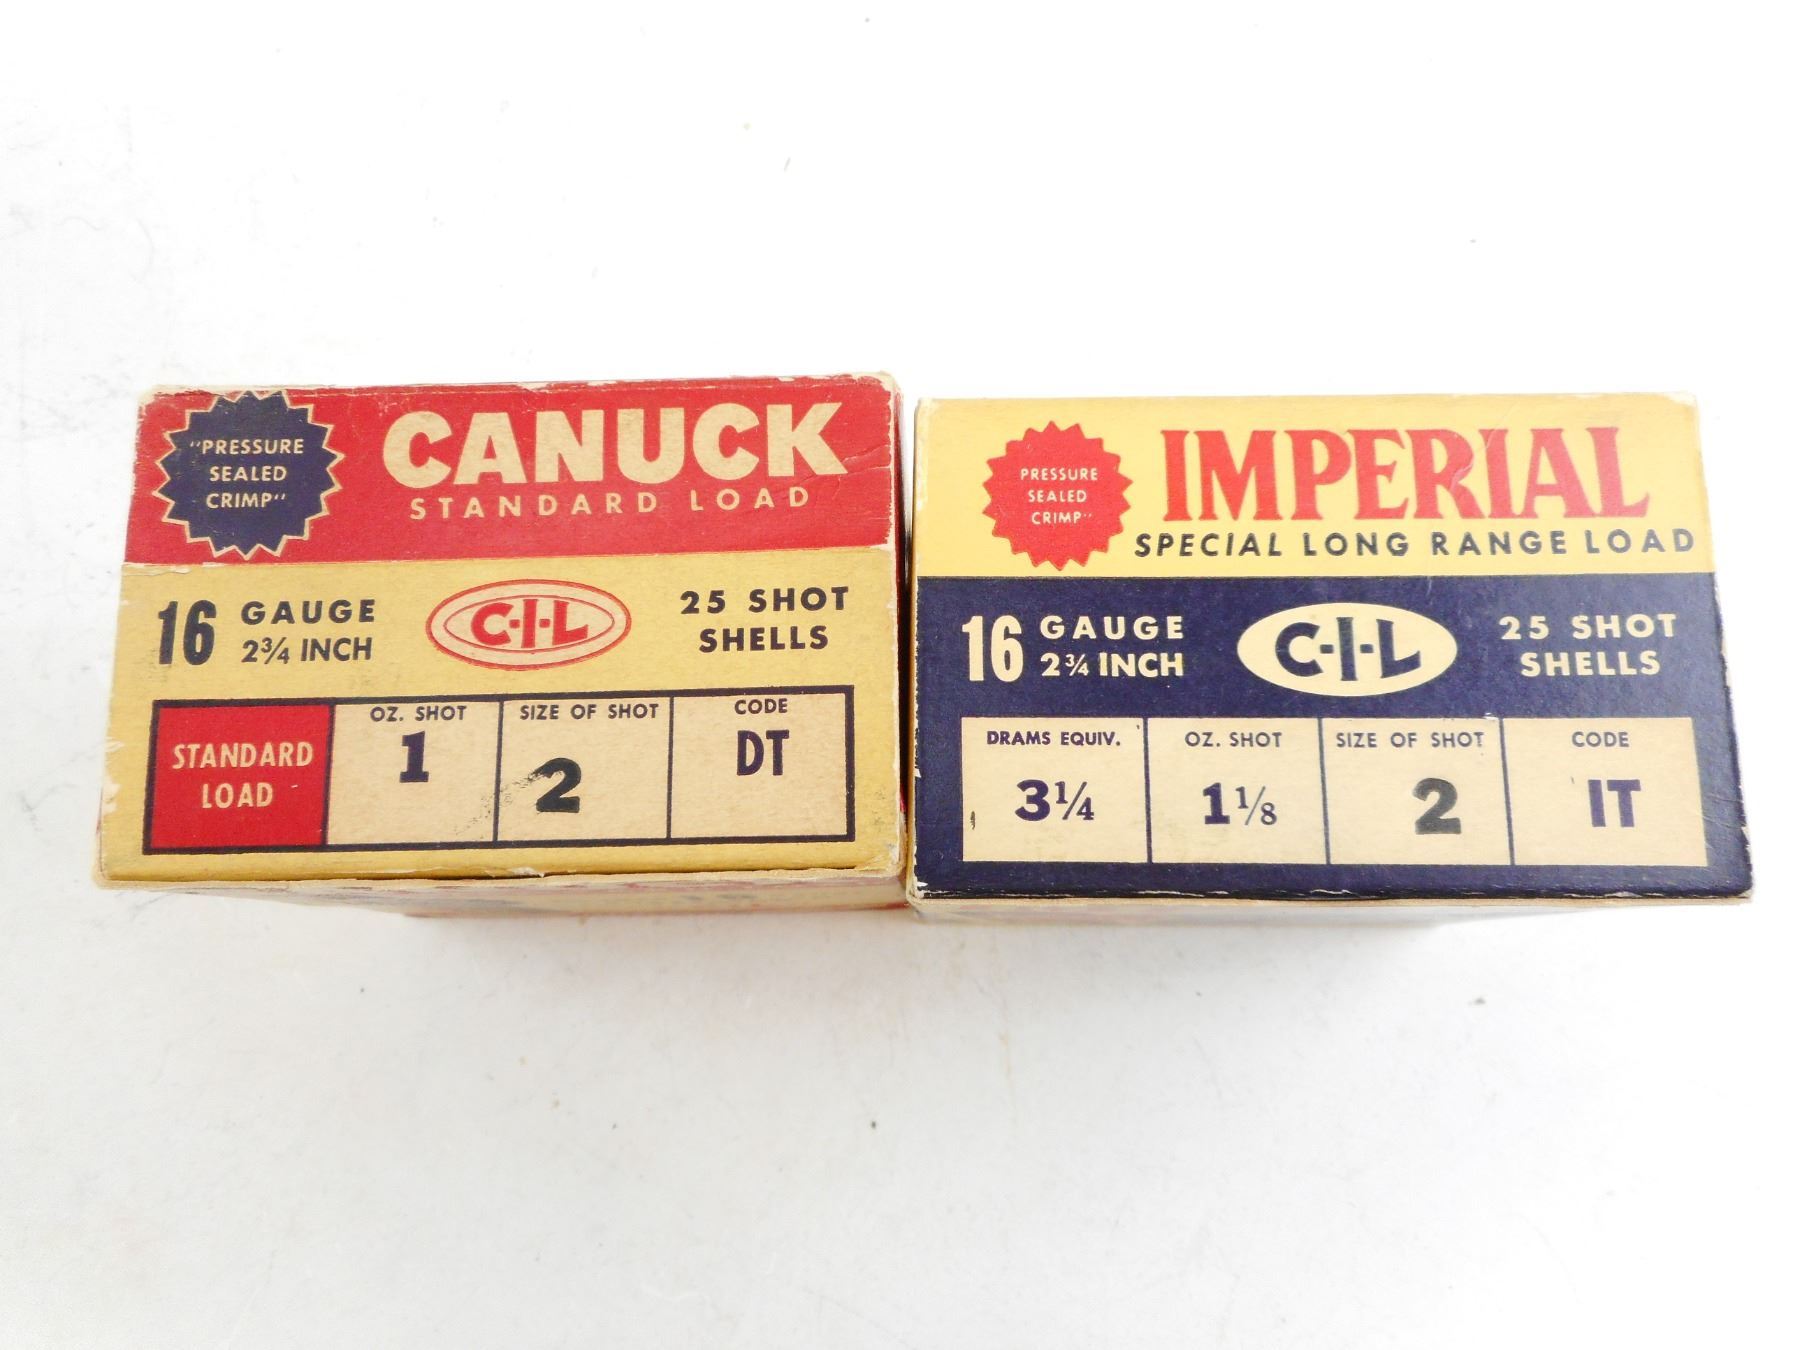 "PRESSURE
SEALED
CRIMP"
CANUCK
STANDARD LOAD
16 GAUGE
2¾ INCH
C-I-L
25 SHOT
SHELLS
STANDARD
LOAD
OZ. SHOT
1
SIZE OF SHOT
2
CODE
DT
PRESSURE
SEALED
CRIMP"
IMPERIAL
SPECIAL LONG RANGE LOAD
16 GAUGE
2¾ INCH
C-I-L
25 SHOT
SHELLS
DRAMS EQUIV.
3¼
OZ. SHOT
1⅛
SIZE OF SHOT
2
CODE
IT